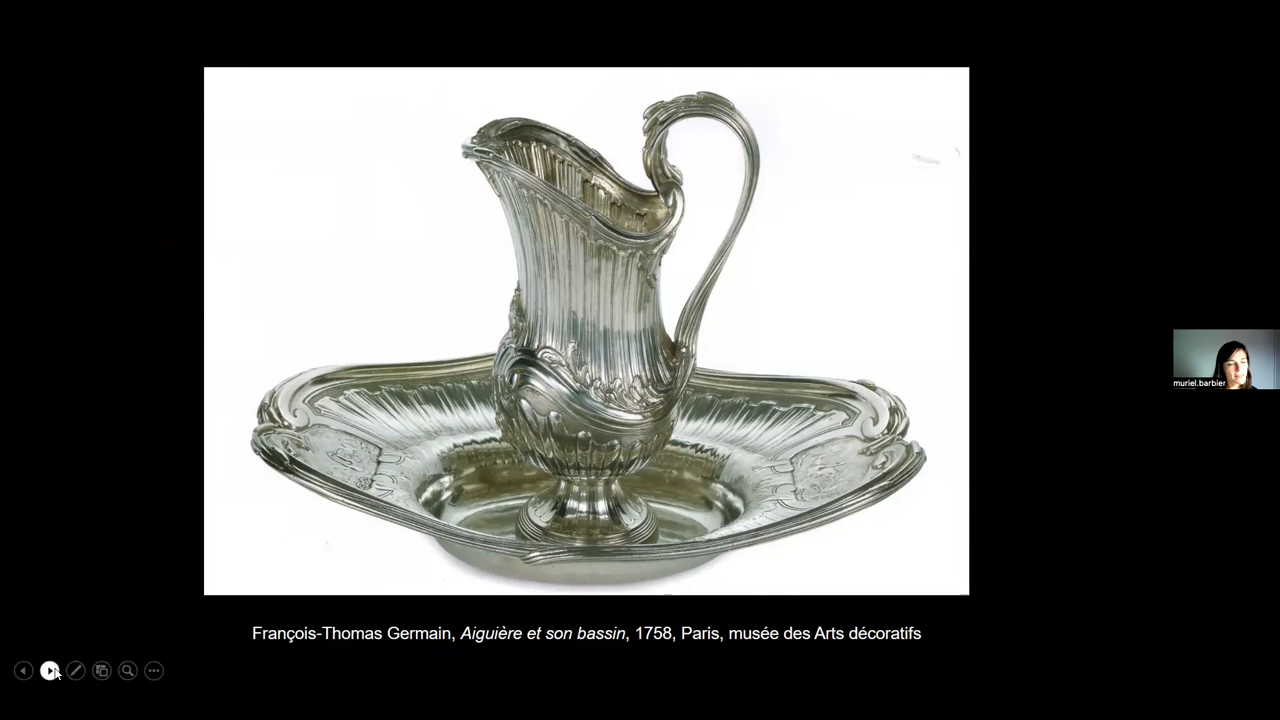 muriel.barbier
François-Thomas Germain, Aiguière et son bassin, 1758, Paris, musée des Arts décoratifs